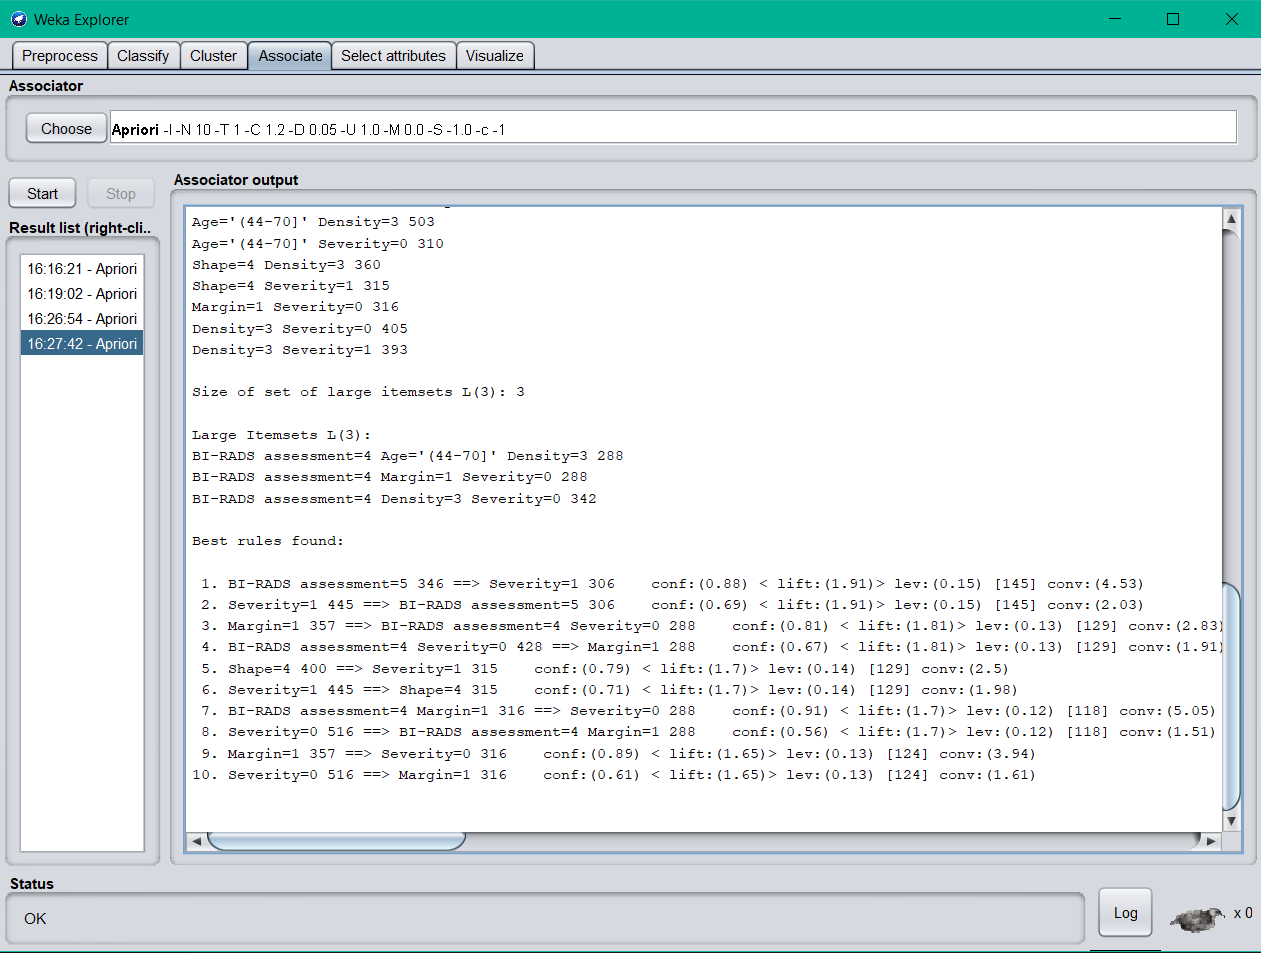 Weka Explorer
Preprocess Classify Cluster Associate Select attributes Visualize
Associator
Choose Apriori -I -N 10 -T 1 -C 1.2 -D 0.05 -U 1.0 -M 0.0 -S -1.0 -c -1
Start Stop
Result list (right-cli..
16:16:21 - Apriori
16:19:02 - Apriori
16:26:54 - Apriori
16:27:42 - Apriori
Associator output
Age='(44-70]' Density=3 503
Age='(44-70]' Severity=0 310
Shape=4 Density=3 360
Shape=4 Severity=1 315
Margin=1 Severity=0 316
Density=3 Severity=0 405
Density=3 Severity=1 393
Size of set of large itemsets L(3): 3
Large Itemsets L(3):
BI-RADS assessment=4 Age='(44-70]' Density=3 288
BI-RADS assessment=4 Margin=1 Severity=0 288
BI-RADS assessment=4 Density=3 Severity=0 342
Best rules found:
1. BI-RADS assessment=5 346 ==> Severity=1 306    conf:(0.88) < lift:(1.91)> lev:(0.15) [145] conv:(4.53)
2. Severity=1 445 ==> BI-RADS assessment=5 306    conf:(0.69) < lift:(1.91)> lev:(0.15) [145] conv:(2.03)
3. Margin=1 357 ==> BI-RADS assessment=4 Severity=0 288    conf:(0.81) < lift:(1.81)> lev:(0.13) [129] conv:(2.83)
4. BI-RADS assessment=4 Severity=0 428 ==> Margin=1 288    conf:(0.67) < lift:(1.81)> lev:(0.13) [129] conv:(1.91)
5. Shape=4 400 ==> Severity=1 315    conf:(0.79) < lift:(1.7)> lev:(0.14) [129] conv:(2.5)
6. Severity=1 445 ==> Shape=4 315    conf:(0.71) < lift:(1.7)> lev:(0.14) [129] conv:(1.98)
7. BI-RADS assessment=4 Margin=1 316 ==> Severity=0 288    conf:(0.91) < lift:(1.7)> lev:(0.12) [118] conv:(5.05)
8. Severity=0 516 ==> BI-RADS assessment=4 Margin=1 288    conf:(0.56) < lift:(1.7)> lev:(0.12) [118] conv:(1.51)
9. Margin=1 357 ==> Severity=0 316    conf:(0.89) < lift:(1.65)> lev:(0.13) [124] conv:(3.94)
10. Severity=0 516 ==> Margin=1 316    conf:(0.61) < lift:(1.65)> lev:(0.13) [124] conv:(1.61)
Status
OK
Log
x 0